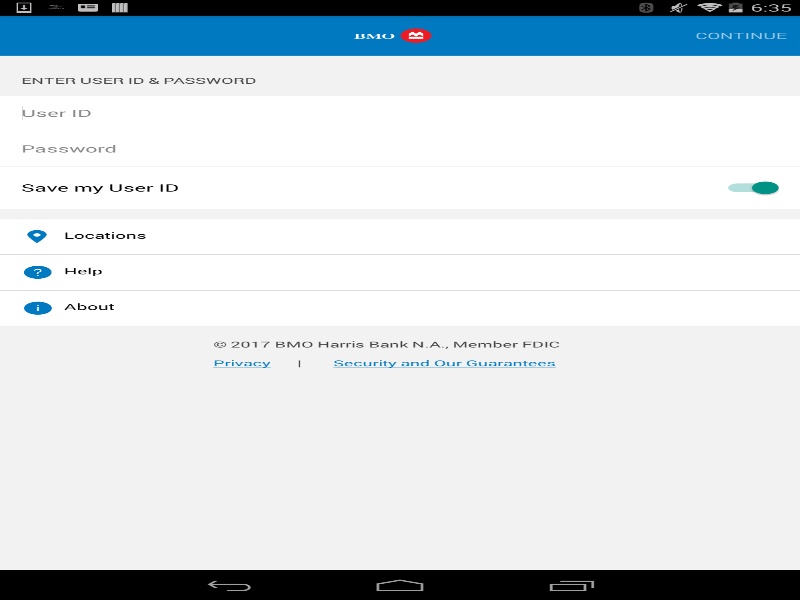 6:35
BMO
CONTINUE
ENTER USER ID & PASSWORD
User ID
Password
Save my User ID
Locations
? Help
i About
© 2017 BMO Harris Bank N.A., Member FDIC
Privacy | Security and Our Guarantees